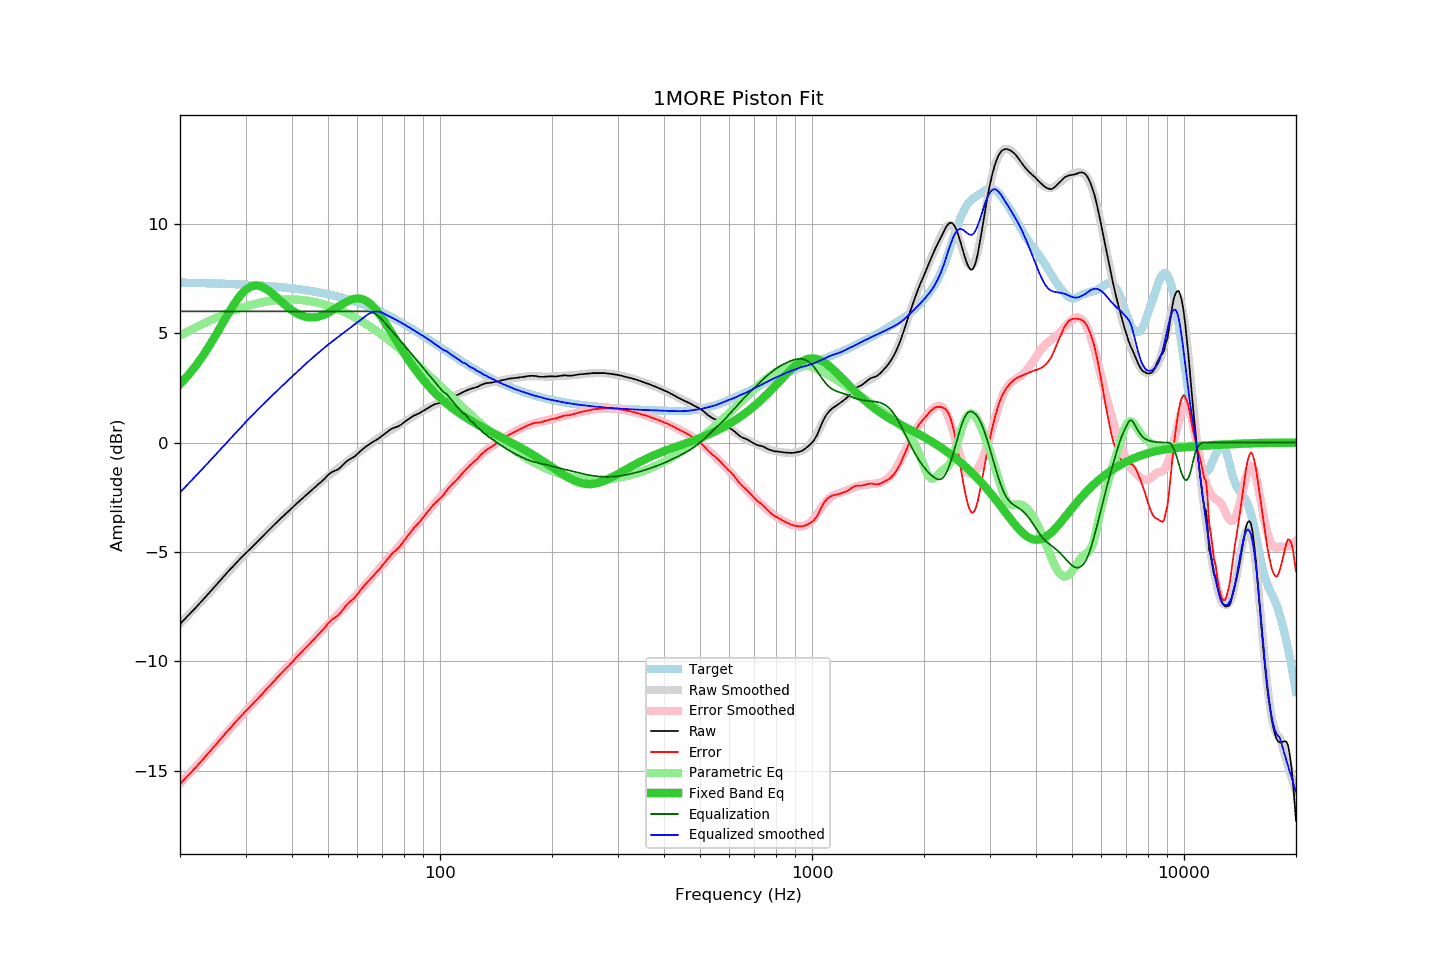 1MORE Piston Fit
Amplitude (dBr)
10
5
0
−5
−10
−15
Target
Raw Smoothed
Error Smoothed
Raw
Error
Parametric Eq
Fixed Band Eq
Equalization
Equalized smoothed
100
1000
10000
Frequency (Hz)